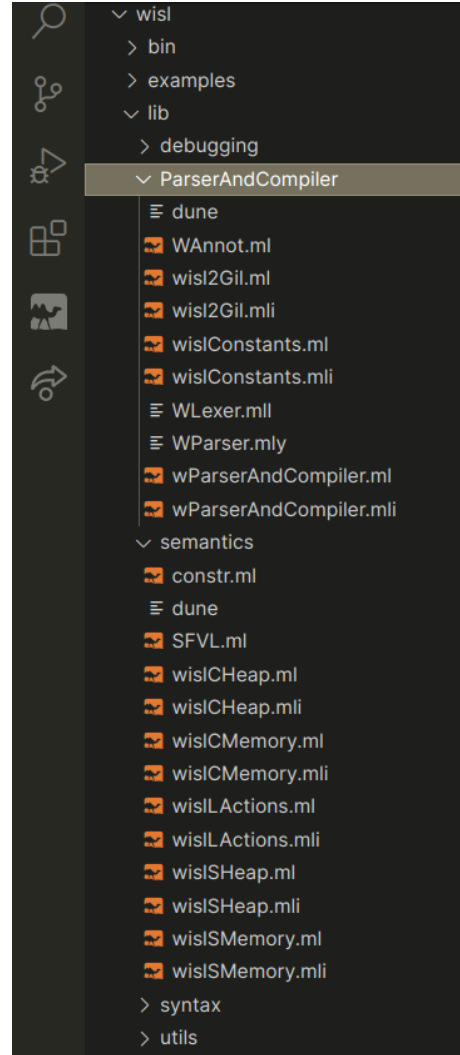 wisl
bin
examples
lib
debugging
ParserAndCompiler
dune
WAnnot.ml
wisl2Gil.ml
wisl2Gil.mli
wislConstants.ml
wislConstants.mli
WLexer.mll
WParser.mly
wParserAndCompiler.ml
wParserAndCompiler.mli
semantics
constr.ml
dune
SFVL.ml
wislCHeap.ml
wislCHeap.mli
wislCMemory.ml
wislCMemory.mli
wislLActions.ml
wislLActions.mli
wislSHeap.ml
wislSHeap.mli
wislSMemory.ml
wislSMemory.mli
syntax
utils